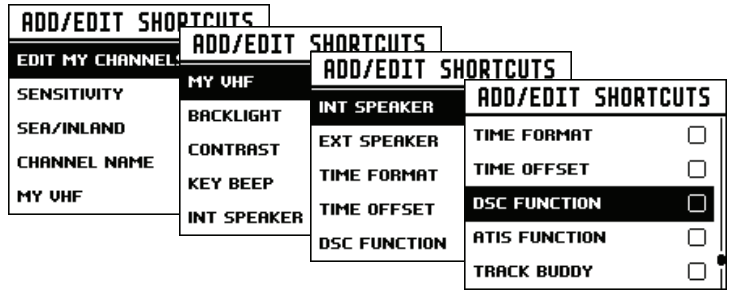 ADD/EDIT SHORTCUTS
EDIT MY CHANNELS
SENSITIVITY
SEA/INLAND
CHANNEL NAME
MY VHF
ADD/EDIT SHORTCUTS
MY VHF
BACKLIGHT
CONTRAST
KEY BEEP
INT SPEAKER
ADD/EDIT SHORTCUTS
INT SPEAKER
EXT SPEAKER
TIME FORMAT
TIME OFFSET
DSC FUNCTION
ADD/EDIT SHORTCUTS
TIME FORMAT
TIME OFFSET
DSC FUNCTION
ATIS FUNCTION
TRACK BUDDY